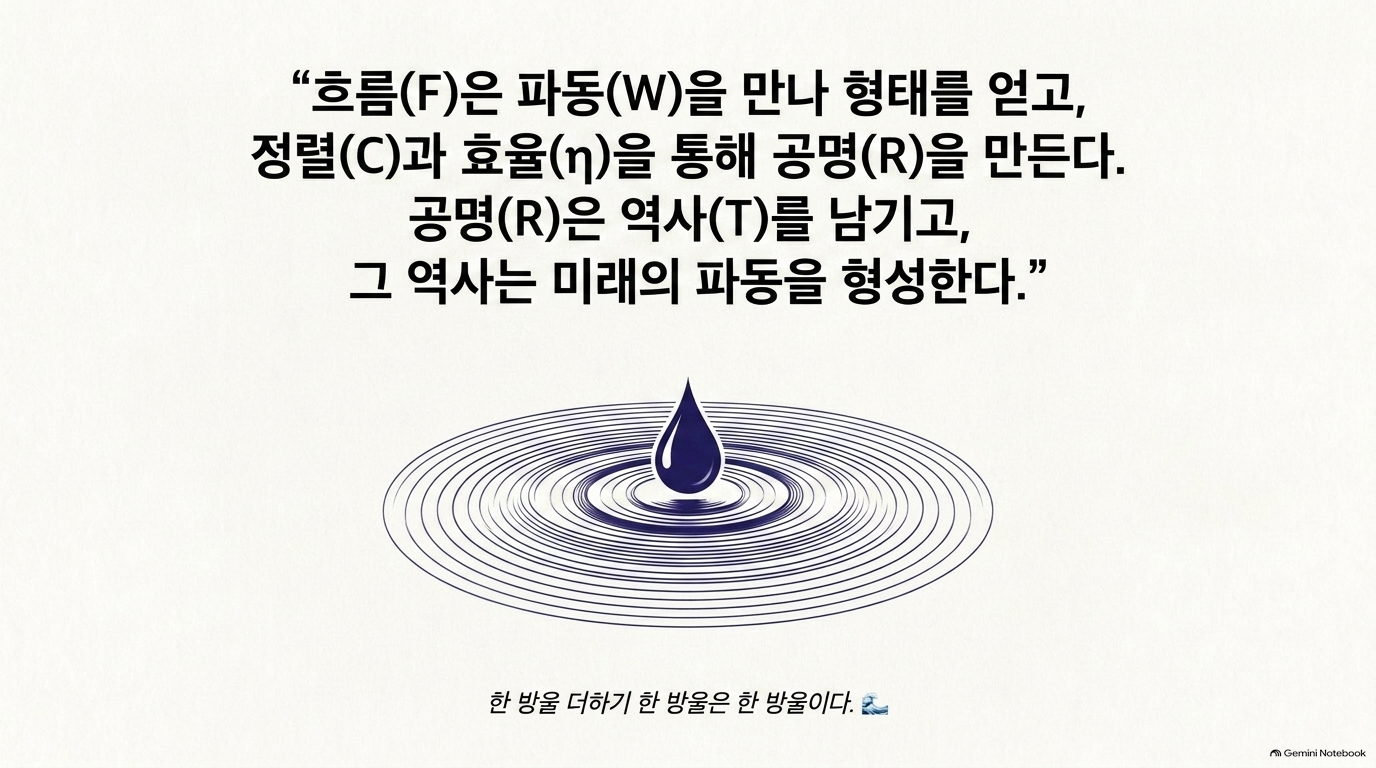 “흐름(F)은 파동(W)을 만나 형태를 얻고,
정렬(C)과 효율(η)을 통해 공명(R)을 만든다.
공명(R)은 역사(T)를 남기고,
그 역사는 미래의 파동을 형성한다.”
한 방울 더하기 한 방울은 한 방울이다. 🌊
Gemini Notebook